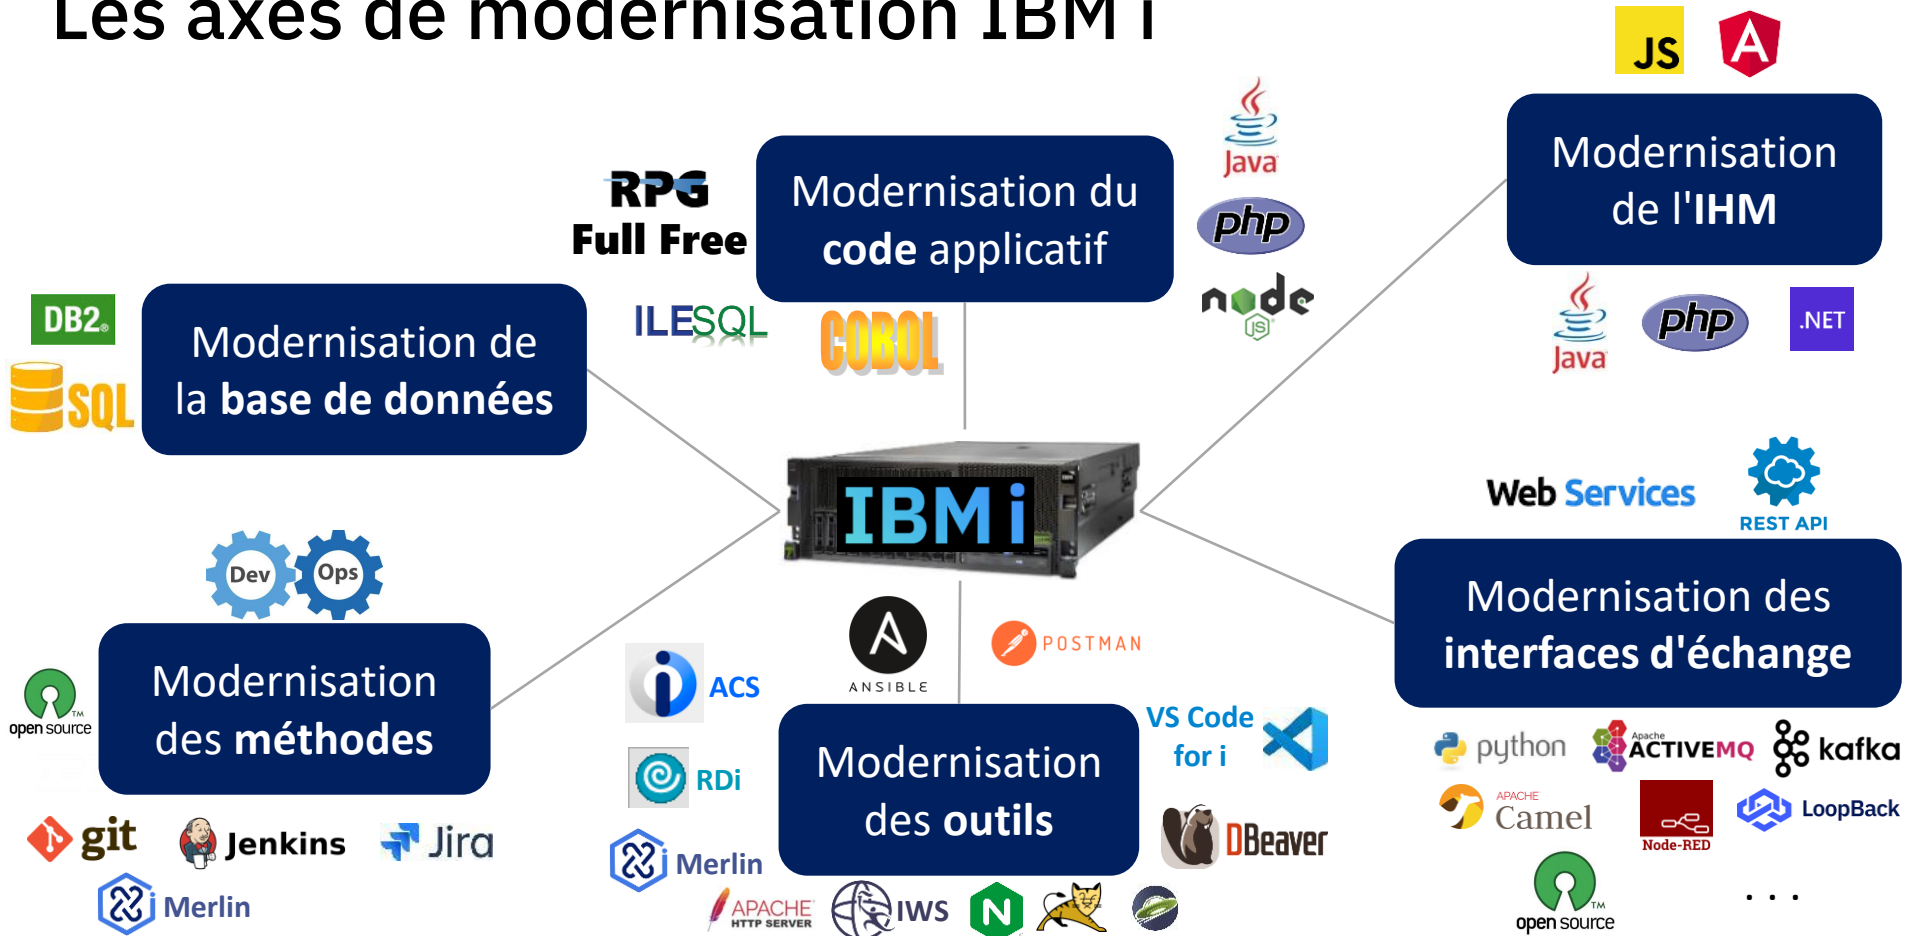 Les axes de modernisation IBM i
JS
A
Java
php
node
JS
RPG
Full Free
ILESQL
COBOL
Modernisation du
code applicatif
Modernisation
de l'IHM
Java
php
.NET
DB2®
SQL
Modernisation de
la base de données
IBM i
Web Services
REST API
Modernisation des
interfaces d'échange
python
Apache
ACTIVEMQ
kafka
APACHE
Camel
Node-RED
LoopBack
open source
TM
. . .
Dev Ops
Modernisation
des méthodes
open source
TM
git
Jenkins
Jira
Merlin
ANSIBLE
POSTMAN
i ACS
RDi
Merlin
Modernisation
des outils
VS Code
for i
DBeaver
APACHE
HTTP SERVER
IWS
N